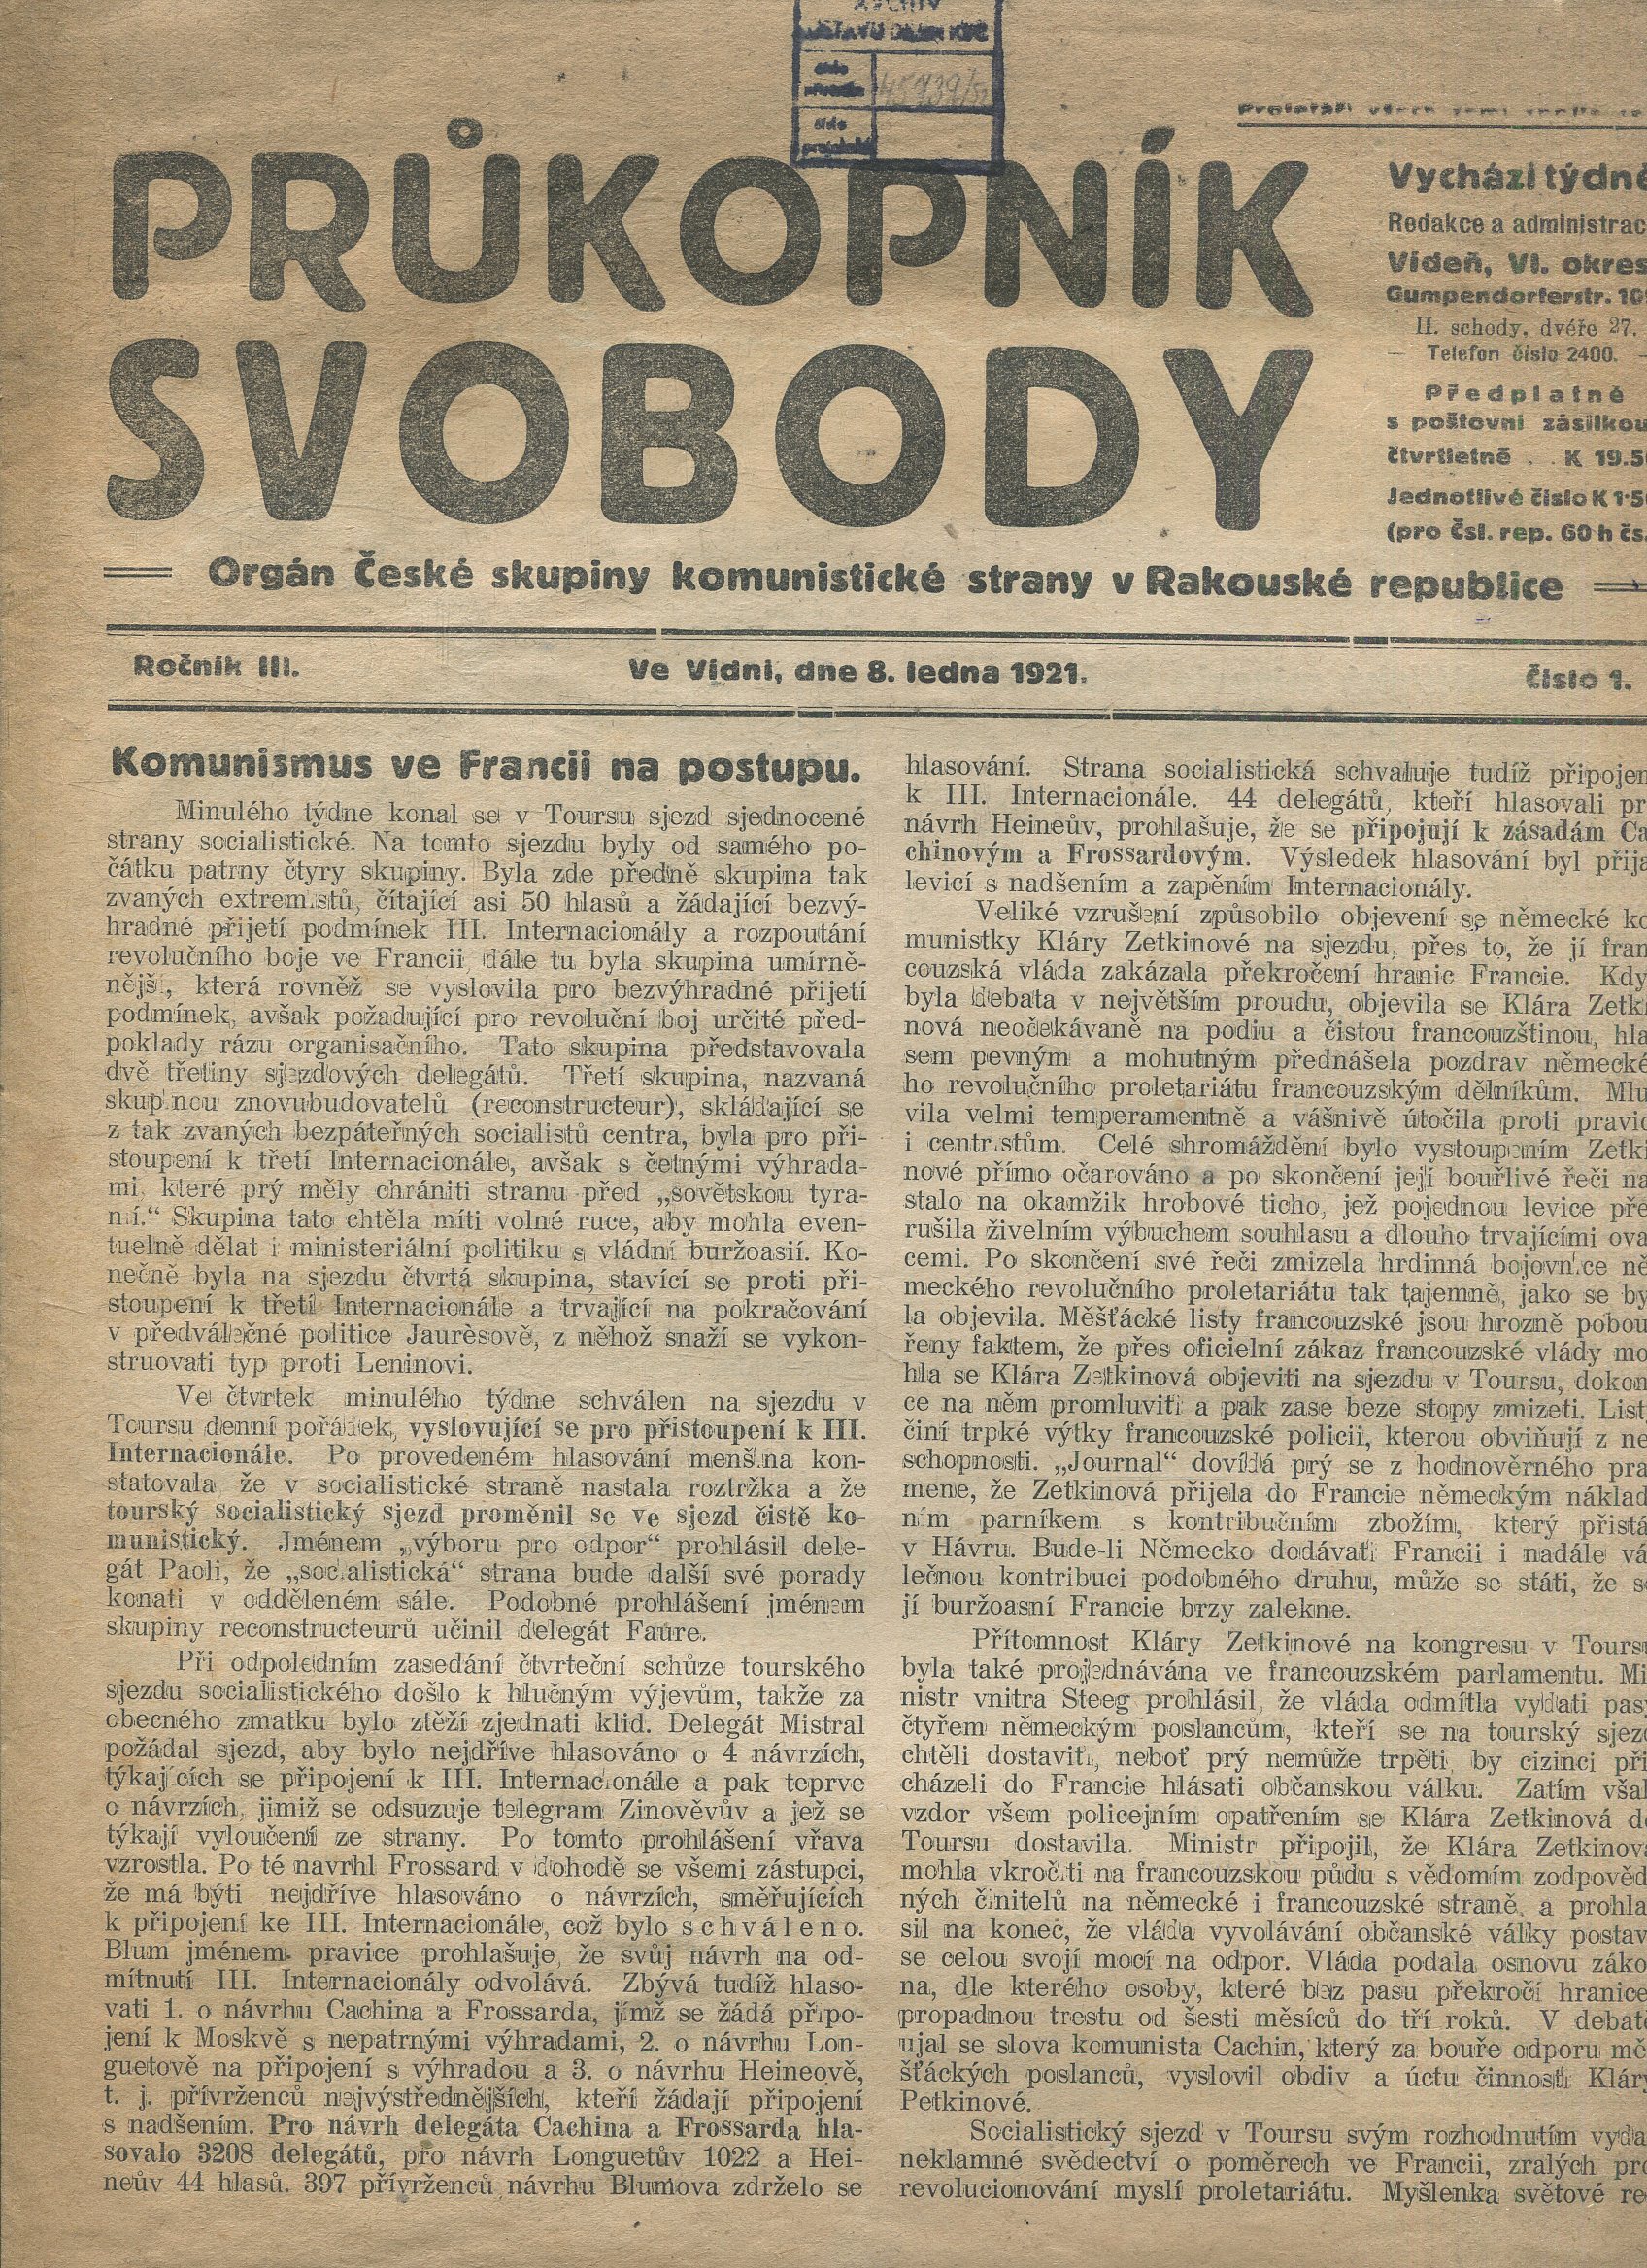 ARCHIV
ÚSTAVU DĚJIN KSČ
číslo
45939/52
číslo
PRŮKOPNÍK
SVOBODY
Proletáři všech zemí
Vychází týdně
Redakce a administrac
Vídeň, VI. okres
Gumpendorferstr. 10
II. schody, dvéře 27.
— Telefon číslo 2400. —
Předplatné
s poštovní zásilkou
čtvrtletně . . K 19.5
Jednotlivé číslo K 1·5
(pro čsl. rep. 60 h čs.
Orgán České skupiny komunistické strany v Rakouské republice
Ročník III. Ve Vídni, dne 8. ledna 1921. Číslo 1.
Komunismus ve Francii na postupu.
Minulého týdne konal se v Toursu sjezd sjednocené
strany socialistické. Na tomto sjezdu byly od samého po-
čátku patrny čtyry skupiny. Byla zde předně skupina tak
zvaných extremistů, čítající asi 50 hlasů a žádající bezvý-
hradné přijetí podmínek III. Internacionály a rozpoutání
revolučního boje ve Francii, dále tu byla skupina umírně-
nější, která rovněž se vyslovila pro bezvýhradné přijetí
podmínek, avšak požadující pro revoluční boj určité před-
poklady rázu organisačního. Tato skupina představovala
dvě třetiny sjezdových delegátů. Třetí skupina, nazvaná
skupinou znovubudovatelů (reconstructeur), skládající se
z tak zvaných bezpáteřných socialistů centra, byla pro při-
stoupení k třetí Internacionále, avšak s četnými výhrada-
mi, které prý měly chrániti stranu před „sovětskou tyra-
nií.“ Skupina tato chtěla míti volné ruce, aby mohla even-
tuelně dělat i ministeriální politiku s vládní buržoasií. Ko-
nečně byla na sjezdu čtvrtá skupina, stavící se proti při-
stoupení k třetí Internacionále a trvající na pokračování
v předválečné politice Jaurèsově, z něhož snaží se vykon-
struovati typ proti Leninovi.
Ve čtvrtek minulého týdne schválen na sjezdu v
Toursu denní pořádek, vyslovující se pro přistoupení k III.
Internacionále. Po provedeném hlasování menšina kon-
statovala, že v socialistické straně nastala roztržka a že
tourský socialistický sjezd proměnil se ve sjezd čistě ko-
munistický. Jménem „výboru pro odpor“ prohlásil dele-
gát Paoli, že „socialistická“ strana bude další své porady
konati v odděleném sále. Podobné prohlášení jménem
skupiny reconstructeurů učinil delegát Faure.
Při odpoledním zasedání čtvrteční schůze tourského
sjezdu socialistického došlo k hlučným výjevům, takže za
obecného zmatku bylo ztěží zjednati klid. Delegát Mistral
požádal sjezd, aby bylo nejdříve hlasováno o 4 návrzích,
týkajících se připojení k III. Internacionále a pak teprve
o návrzích, jimiž se odsuzuje telegram Zinověvův a jež se
týkají vyloučení ze strany. Po tomto prohlášení vřava
vzrostla. Po té navrhl Frossard v dohodě se všemi zástupci,
že má býti nejdříve hlasováno o návrzích, směřujících
k připojení ke III. Internacionále, což bylo schváleno.
Blum jménem pravice prohlašuje, že svůj návrh na od-
mítnutí III. Internacionály odvolává. Zbývá tudíž hlaso-
vati 1. o návrhu Cachina a Frossarda, jímž se žádá připo-
jení k Moskvě s nepatrnými výhradami, 2. o návrhu Lon-
guetově na připojení s výhradou a 3. o návrhu Heineově,
t. j. přívrženců nejvýstřednějších, kteří žádají připojení
s nadšením. Pro návrh delegáta Cachina a Frossarda hla-
sovalo 3208 delegátů, pro návrh Longuetův 1022 a Hei-
neův 44 hlasů. 397 přívrženců návrhu Blumova zdrželo se
hlasování. Strana socialistická schvaluje tudíž připojen
k III. Internacionále. 44 delegátů, kteří hlasovali pr
návrh Heineův, prohlašuje, že se připojují k zásadám Ca
chinovým a Frossardovým. Výsledek hlasování byl přija
levicí s nadšením a zapěním Internacionály.
Veliké vzrušení způsobilo objevení se německé ko
munistky Kláry Zetkinové na sjezdu, přes to, že jí fran
couzská vláda zakázala překročení hranic Francie. Kdy
byla debata v největším proudu, objevila se Klára Zetki
nová neočekávaně na podiu a čistou francouzštinou, hla
sem pevným a mohutným přednášela pozdrav německé
ho revolučního proletariátu francouzským dělníkům. Mlu
vila velmi temperamentně a vášnivě útočila proti pravic
i centristům. Celé shromáždění bylo vystoupením Zetki
nové přímo očarováno a po skončení její bouřlivé řeči na
stalo na okamžik hrobové ticho, jež pojednou levice pře
rušila živelním výbuchem souhlasu a dlouho trvajícími ova
cemi. Po skončení své řeči zmizela hrdinná bojovnice ně
meckého revolučního proletariátu tak tajemně, jako se by
la objevila. Měšťácké listy francouzské jsou hrozně pobou
řeny faktem, že přes oficielní zákaz francouzské vlády mo
hla se Klára Zetkinová objeviti na sjezdu v Toursu, dokon
ce na něm promluviti a pak zase beze stopy zmizeti. List
činí trpké výtky francouzské policii, kterou obviňují z ne
schopnosti. „Journal“ dovídá prý se z hodnověrného pra
mene, že Zetkinová přijela do Francie německým náklad
ním parníkem s kontribučním zbožím, který přistá
v Hávru. Bude-li Německo dodávati Francii i nadále vá
lečnou kontribuci podobného druhu, může se státi, že s
jí buržoasní Francie brzy zalekne.
Přítomnost Kláry Zetkinové na kongresu v Toursu
byla také projednávána ve francouzském parlamentu. Mi
nistr vnitra Steeg prohlásil, že vláda odmítla vydati pas
čtyřem německým poslancům, kteří se na tourský sjezd
chtěli dostaviti, neboť prý nemůže trpěti, by cizinci při
cházeli do Francie hlásati občanskou válku. Zatím všal
vzdor všem policejním opatřením se Klára Zetkinová d
Toursu dostavila. Ministr připojil, že Klára Zetkinov
mohla vkročiti na francouzskou půdu s vědomím zodpověd
ných činitelů na německé i francouzské straně, a prohlá
sil na konec, že vláda vyvolávání občanské války postav
se celou svojí mocí na odpor. Vláda podala osnovu záko
na, dle kterého osoby, které bez pasu překročí hranice
propadnou trestu od šesti měsíců do tří roků. V debatě
ujal se slova komunista Cachin, který za bouře odporu mě
šťáckých poslanců, vyslovil obdiv a úctu činnosti Kláry
Petkinové.
Socialistický sjezd v Toursu svým rozhodnutím vyda
neklamné svědectví o poměrech ve Francii, zralých pro
revolucionování myslí proletariátu. Myšlenka světové re